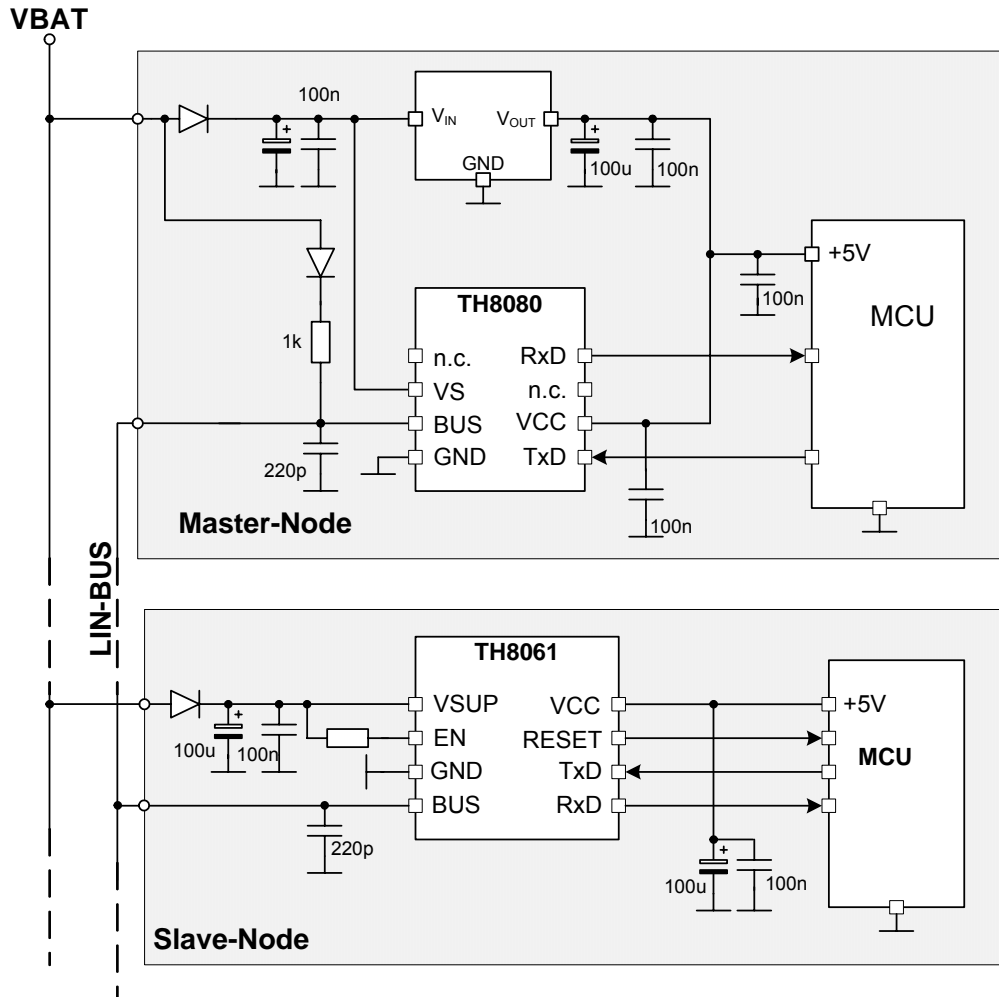 VBAT
100n
VIN
VOUT
GND
100u
100n
+5V
100n
MCU
TH8080
1k
n.c.
VS
BUS
GND
RxD
n.c.
VCC
TxD
220p
100n
Master-Node
LIN-BUS
TH8061
VSUP
EN
GND
BUS
VCC
RESET
TxD
RxD
+5V
MCU
100u
100n
220p
100u
100n
Slave-Node
+
+
+
+